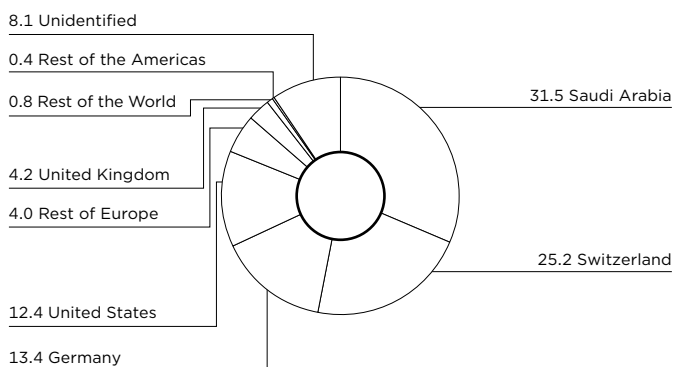 8.1 Unidentified
0.4 Rest of the Americas
0.8 Rest of the World
31.5 Saudi Arabia
4.2 United Kingdom
4.0 Rest of Europe
25.2 Switzerland
12.4 United States
13.4 Germany